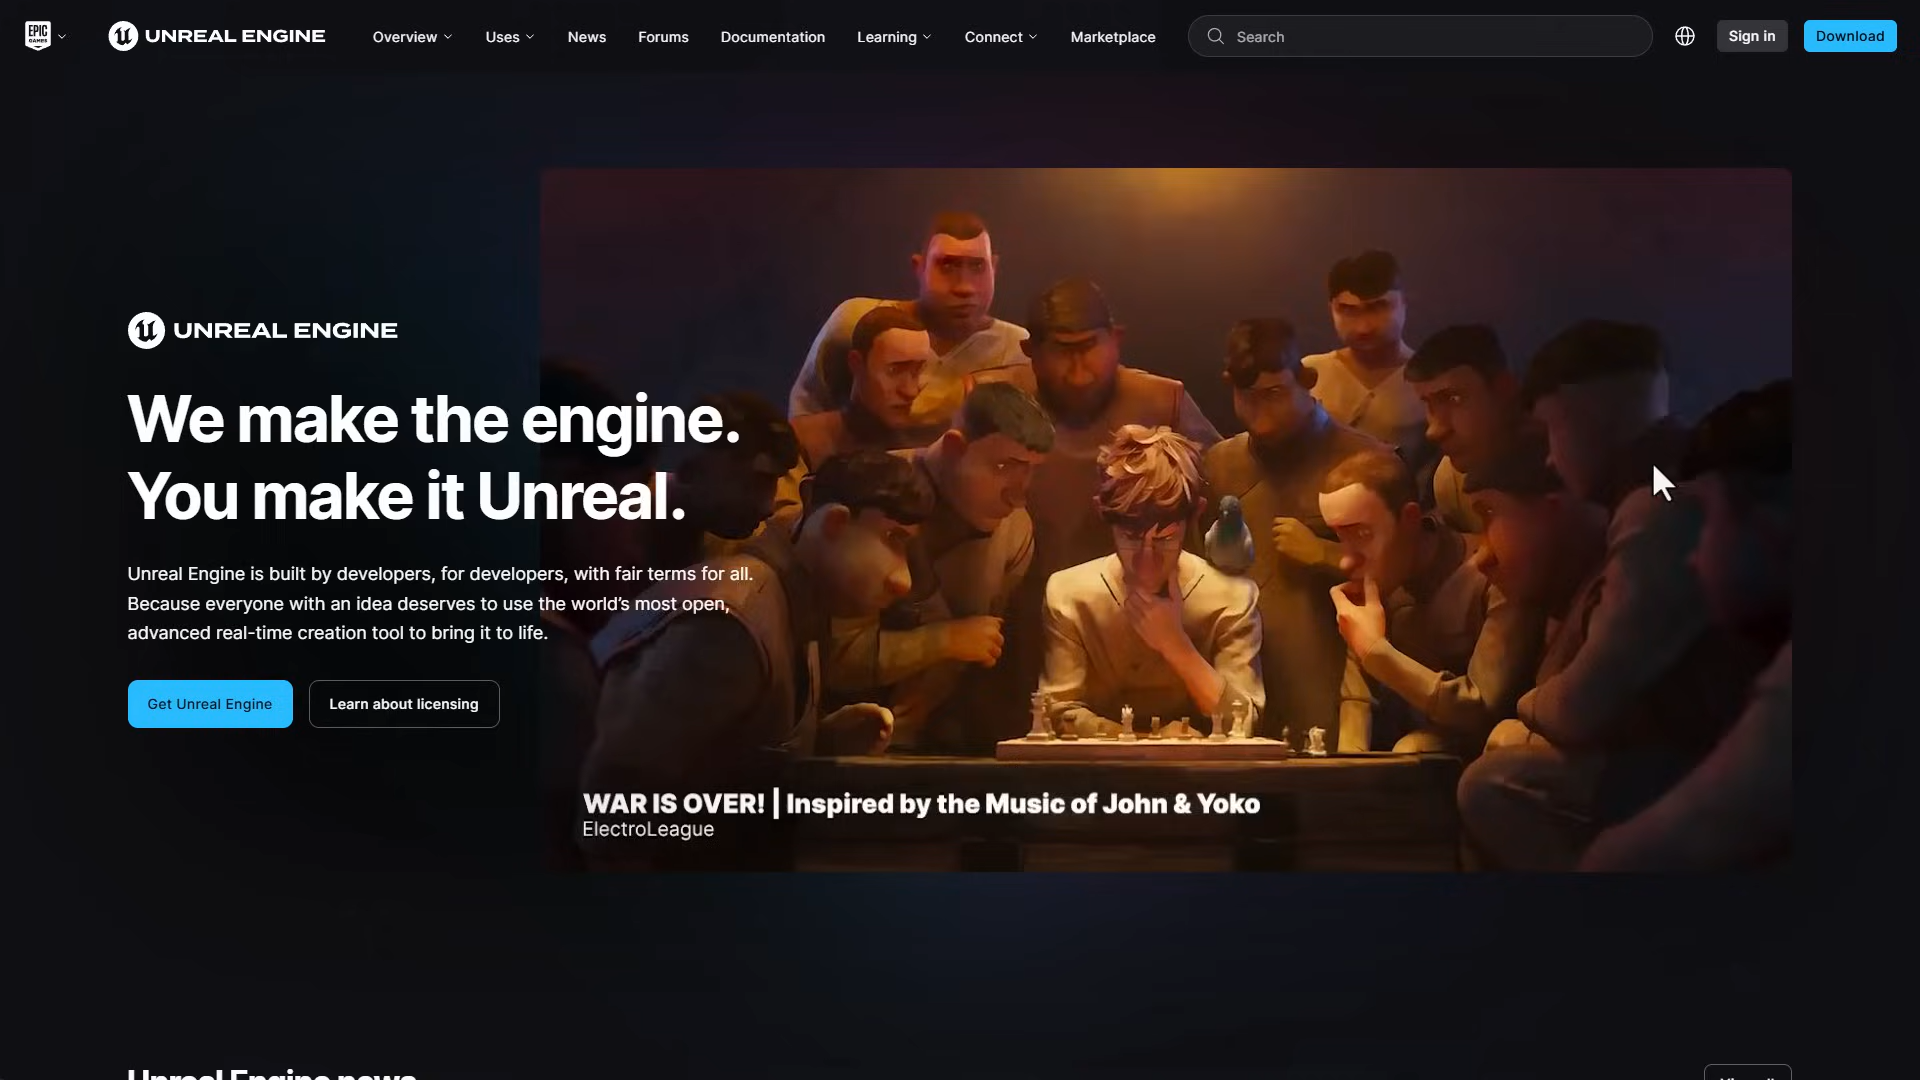 EPIC GAMES
UNREAL ENGINE
Overview
Uses
News
Forums
Documentation
Learning
Connect
Marketplace
Search
Sign in
Download
UNREAL ENGINE
We make the engine.
You make it Unreal.
Unreal Engine is built by developers, for developers, with fair terms for all.
Because everyone with an idea deserves to use the world’s most open,
advanced real-time creation tool to bring it to life.
Get Unreal Engine
Learn about licensing
WAR IS OVER! | Inspired by the Music of John & Yoko
ElectroLeague
Unreal Engine news